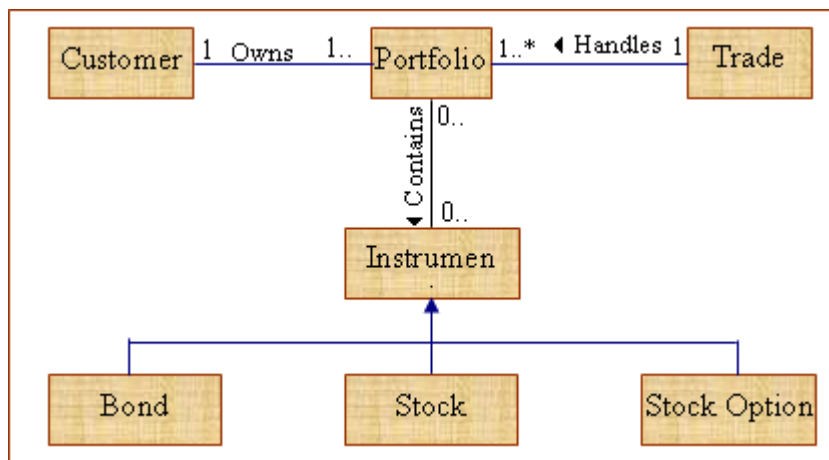 Customer
1 Owns 1..
Portfolio
1..* Handles 1
Trade
0..
Contains
0..
Instrumen
Bond
Stock
Stock Option